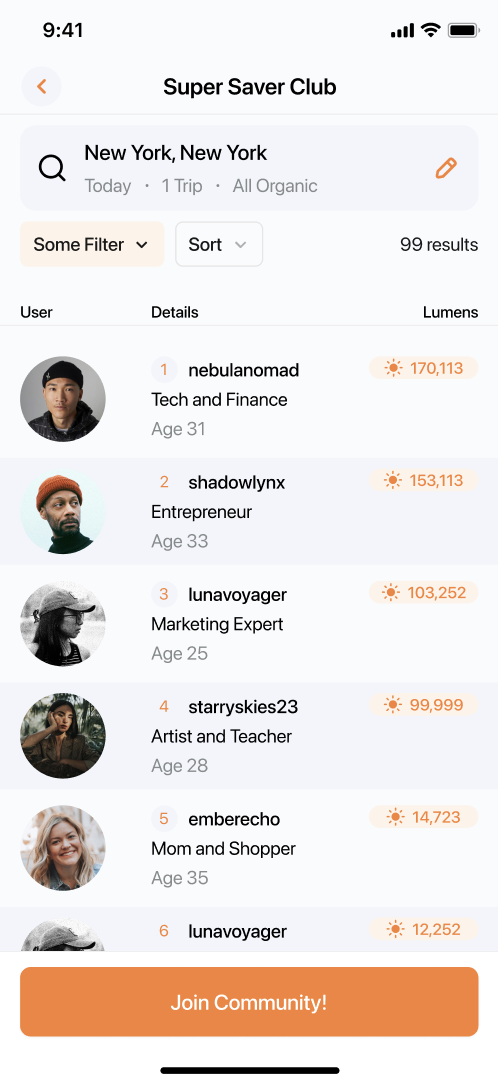 9:41
Super Saver Club
New York, New York
Today · 1 Trip · All Organic
Some Filter Sort 99 results
User Details Lumens
1 nebulanomad 170,113
Tech and Finance
Age 31
2 shadowlynx 153,113
Entrepreneur
Age 33
3 lunavoyager 103,252
Marketing Expert
Age 25
4 starryskies23 99,999
Artist and Teacher
Age 28
5 emberecho 14,723
Mom and Shopper
Age 35
6 lunavoyager 12,252
Join Community!